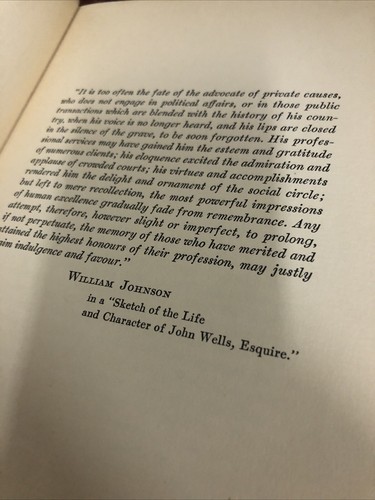 "It is too often the fate of the advocate of private causes,
who does not engage in political affairs, or in those public
transactions which are blended with the history of his coun-
try, when his voice is no longer heard, and his lips are closed
in the silence of the grave, to be soon forgotten. His profes-
sional services may have gained him the esteem and gratitude
of numerous clients; his eloquence excited the admiration and
applause of crowded courts; his virtues and accomplishments
rendered him the delight and ornament of the social circle;
but left to mere recollection, the most powerful impressions
of human excellence gradually fade from remembrance. Any
attempt, therefore, however slight or imperfect, to prolong,
if not perpetuate, the memory of those who have merited and
attained the highest honours of their profession, may justly
him indulgence and favour."
WILLIAM JOHNSON
in a "Sketch of the Life
and Character of John Wells, Esquire."